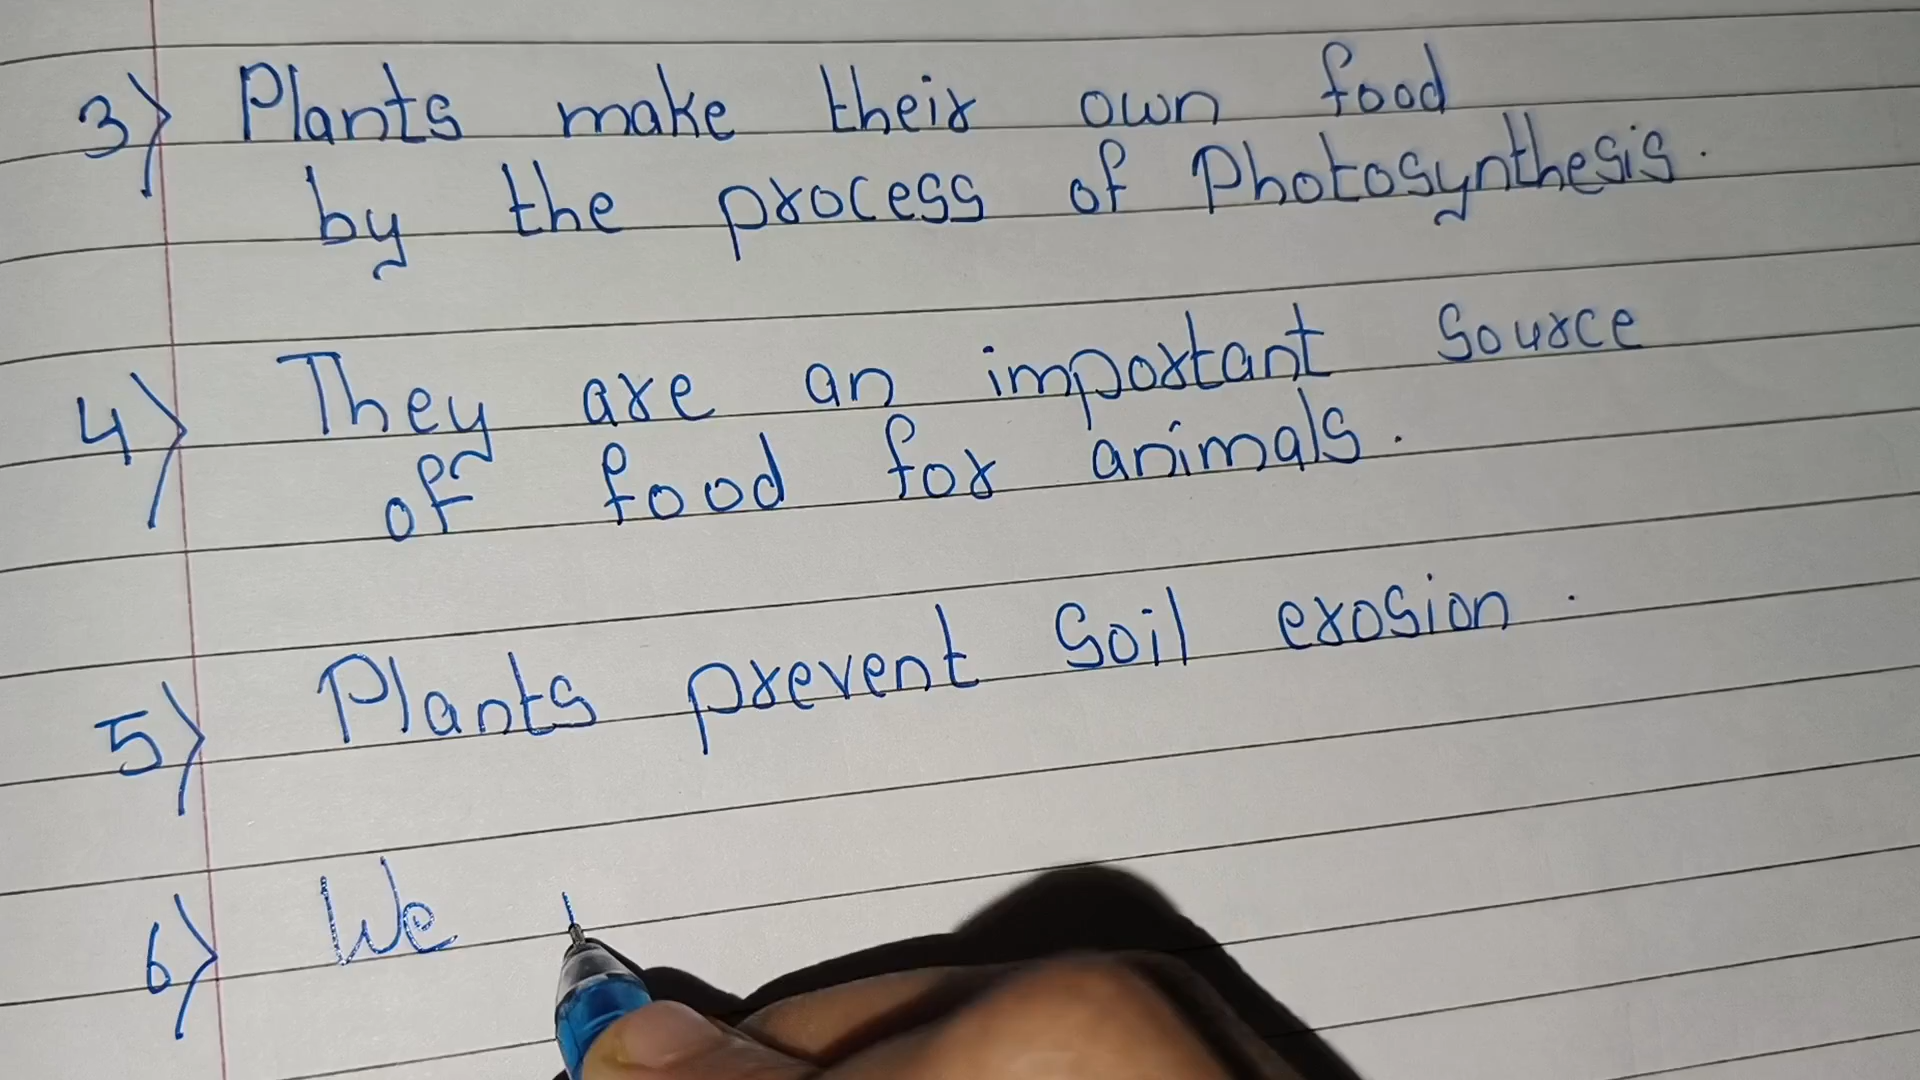 3) Plants make their own food
by the process of Photosynthesis.
4) They are an important Source
of food for animals.
5) Plants prevent Soil erosion.
6) We